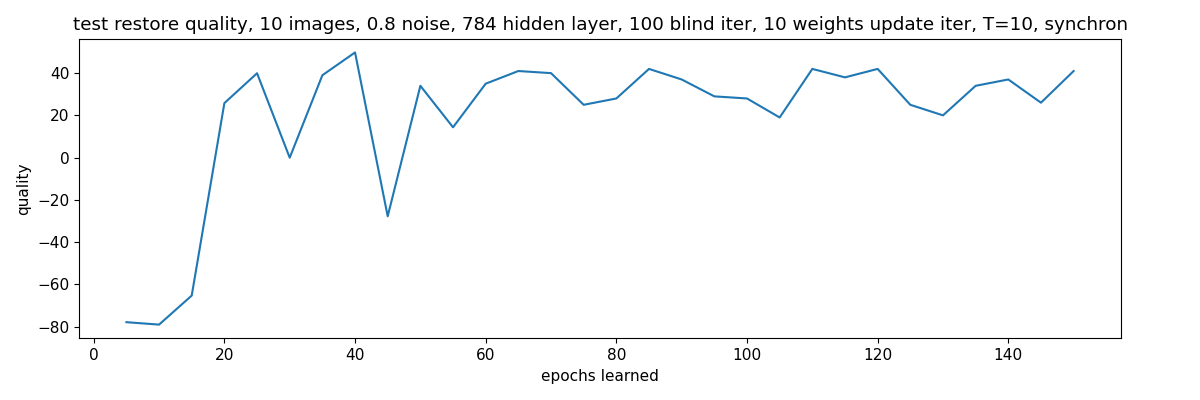 test restore quality, 10 images, 0.8 noise, 784 hidden layer, 100 blind iter, 10 weights update iter, T=10, synchron
40
20
0
−20
−40
−60
−80
quality
0 20 40 60 80 100 120 140
epochs learned